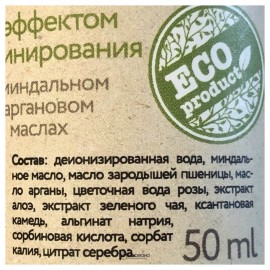 эффектом
инирования
миндальном
аргановом
маслах
ECO
product
Состав: деионизированная вода, миндаль-
ное масло, масло зародышей пшеницы, мас-
ло арганы, цветочная вода розы, экстракт
алоэ, экстракт зеленого чая, ксантановая
камедь, альгинат натрия,
сорбиновая кислота, сорбат
калия, цитрат серебра.
50 ml